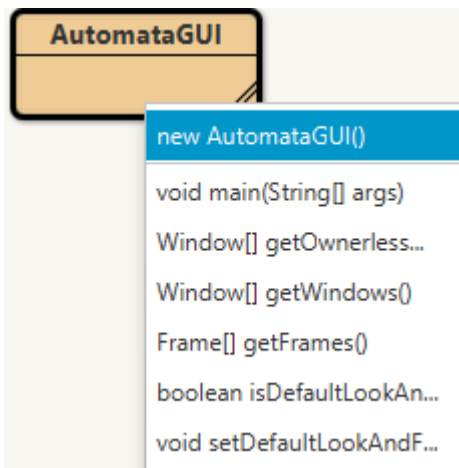 AutomataGUI
new AutomataGUI()
void main(String[] args)
Window[] getOwnerless...
Window[] getWindows()
Frame[] getFrames()
boolean isDefaultLookAn...
void setDefaultLookAndF...